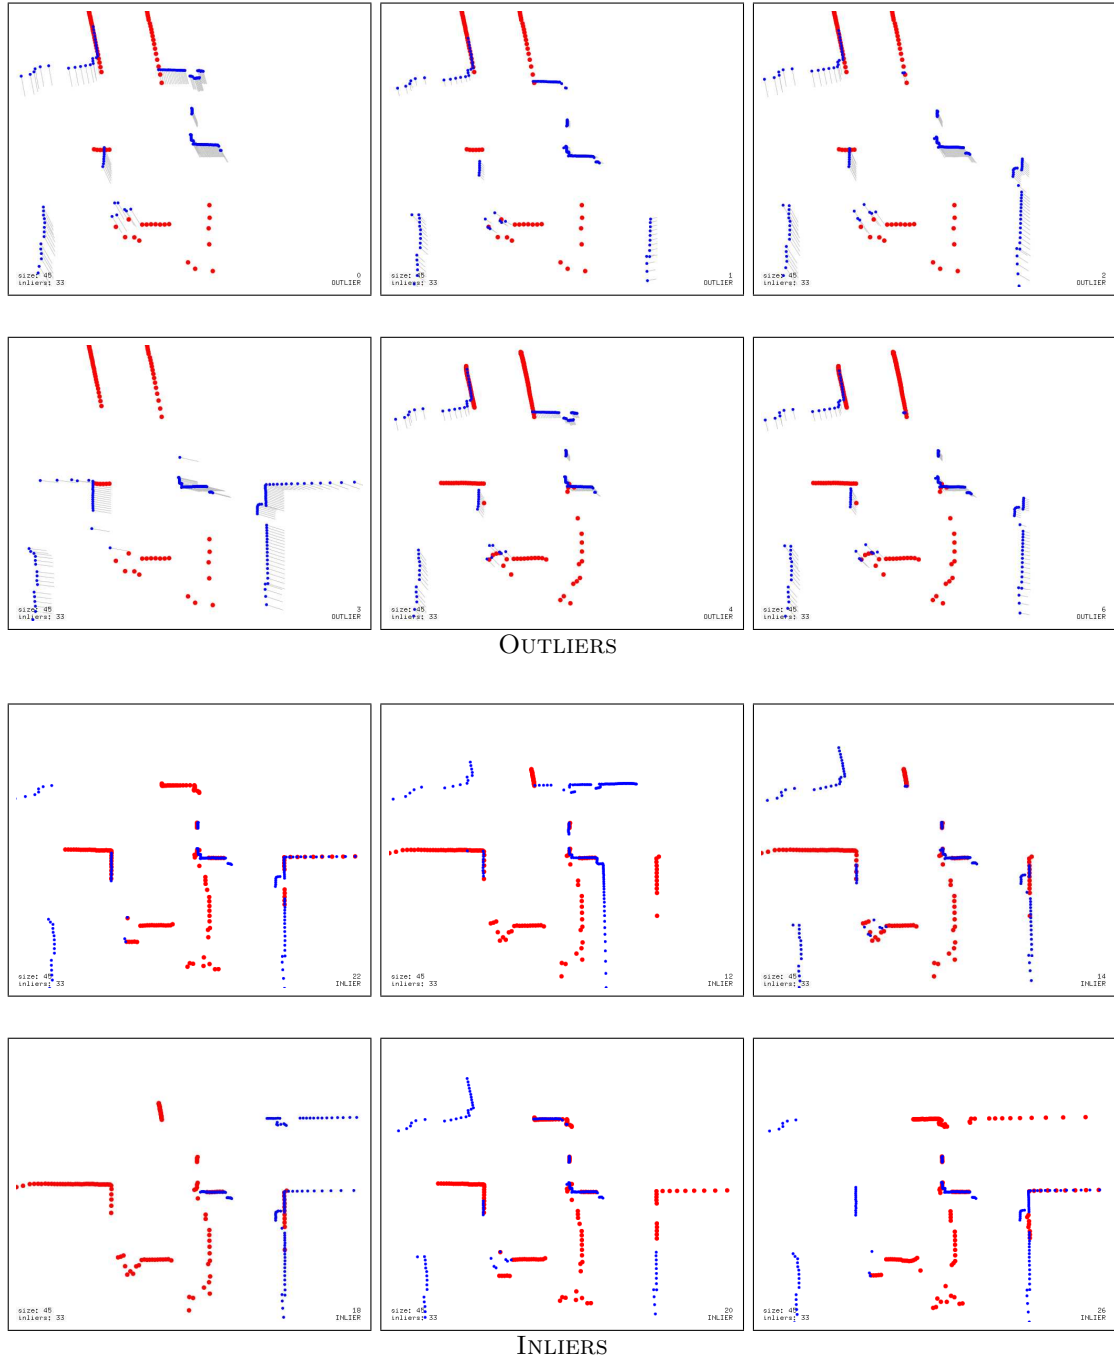 size: 45 0
inliers: 33 OUTLIER
size: 45 1
inliers: 33 OUTLIER
size: 45 2
inliers: 33 OUTLIER
size: 45 3
inliers: 33 OUTLIER
size: 45 4
inliers: 33 OUTLIER
size: 45 6
inliers: 33 OUTLIER
OUTLIERS
size: 45 22
inliers: 33 INLIER
size: 45 12
inliers: 33 INLIER
size: 45 14
inliers: 33 INLIER
size: 45 18
inliers: 33 INLIER
size: 45 20
inliers: 33 INLIER
size: 45 26
inliers: 33 INLIER
INLIERS